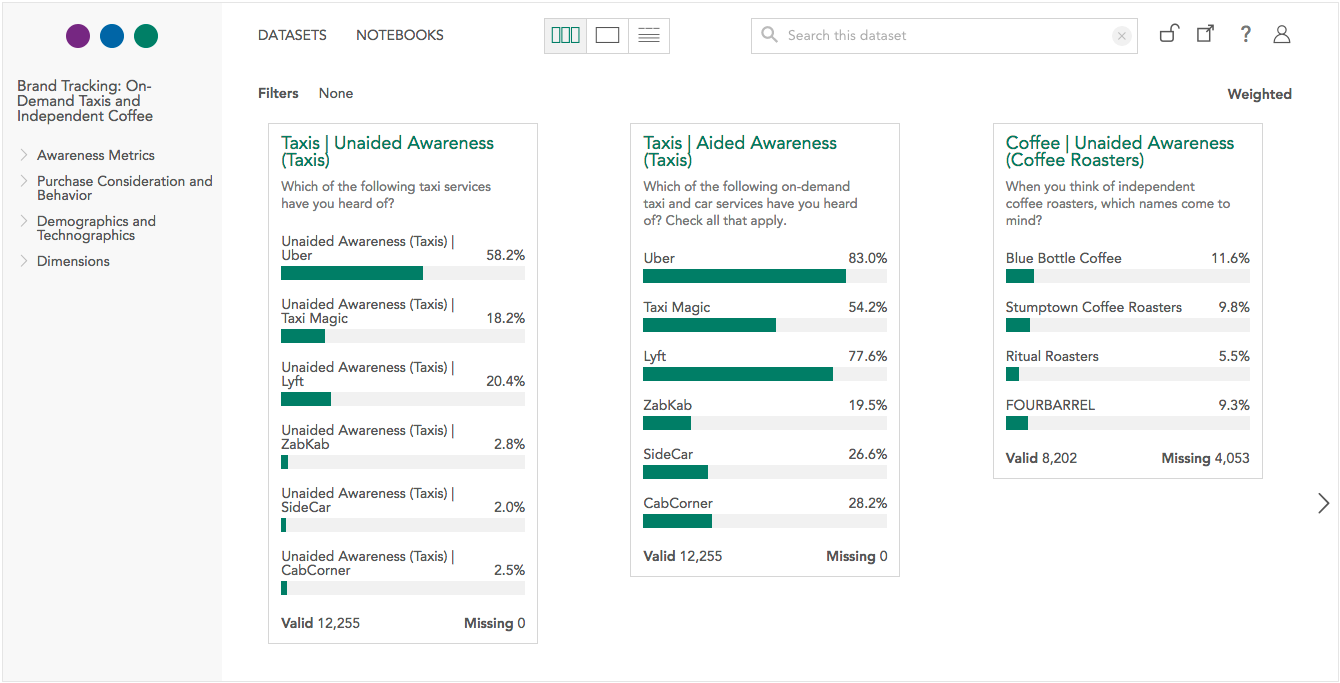 DATASETS
NOTEBOOKS
Search this dataset
?
Brand Tracking: On-
Demand Taxis and
Independent Coffee
Awareness Metrics
Purchase Consideration and
Behavior
Demographics and
Technographics
Dimensions
Filters None
Weighted
Taxis | Unaided Awareness
(Taxis)
Which of the following taxi services
have you heard of?
Unaided Awareness (Taxis) |
Uber 58.2%
Unaided Awareness (Taxis) |
Taxi Magic 18.2%
Unaided Awareness (Taxis) |
Lyft 20.4%
Unaided Awareness (Taxis) |
ZabKab 2.8%
Unaided Awareness (Taxis) |
SideCar 2.0%
Unaided Awareness (Taxis) |
CabCorner 2.5%
Valid 12,255 Missing 0
Taxis | Aided Awareness
(Taxis)
Which of the following on-demand
taxi and car services have you heard
of? Check all that apply.
Uber 83.0%
Taxi Magic 54.2%
Lyft 77.6%
ZabKab 19.5%
SideCar 26.6%
CabCorner 28.2%
Valid 12,255 Missing 0
Coffee | Unaided Awareness
(Coffee Roasters)
When you think of independent
coffee roasters, which names come to
mind?
Blue Bottle Coffee 11.6%
Stumptown Coffee Roasters 9.8%
Ritual Roasters 5.5%
FOURBARREL 9.3%
Valid 8,202 Missing 4,053